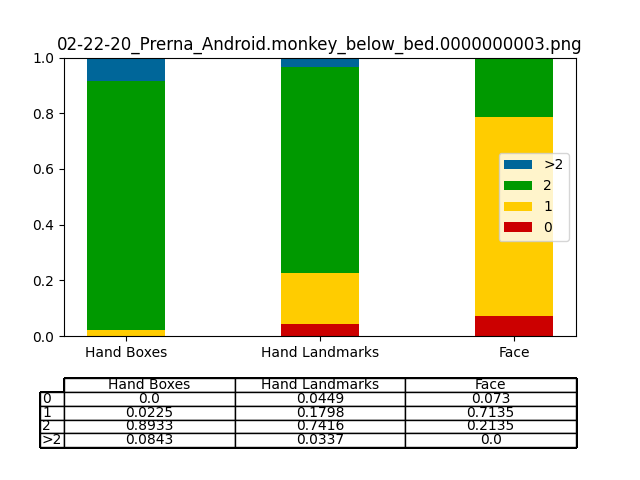 02-22-20_Prerna_Android.monkey_below_bed.0000000003.png
1.0
0.8
0.6
0.4
0.2
0.0
>2
2
1
0
Hand Boxes Hand Landmarks Face
Hand Boxes Hand Landmarks Face
0 0.0 0.0449 0.073
1 0.0225 0.1798 0.7135
2 0.8933 0.7416 0.2135
>2 0.0843 0.0337 0.0